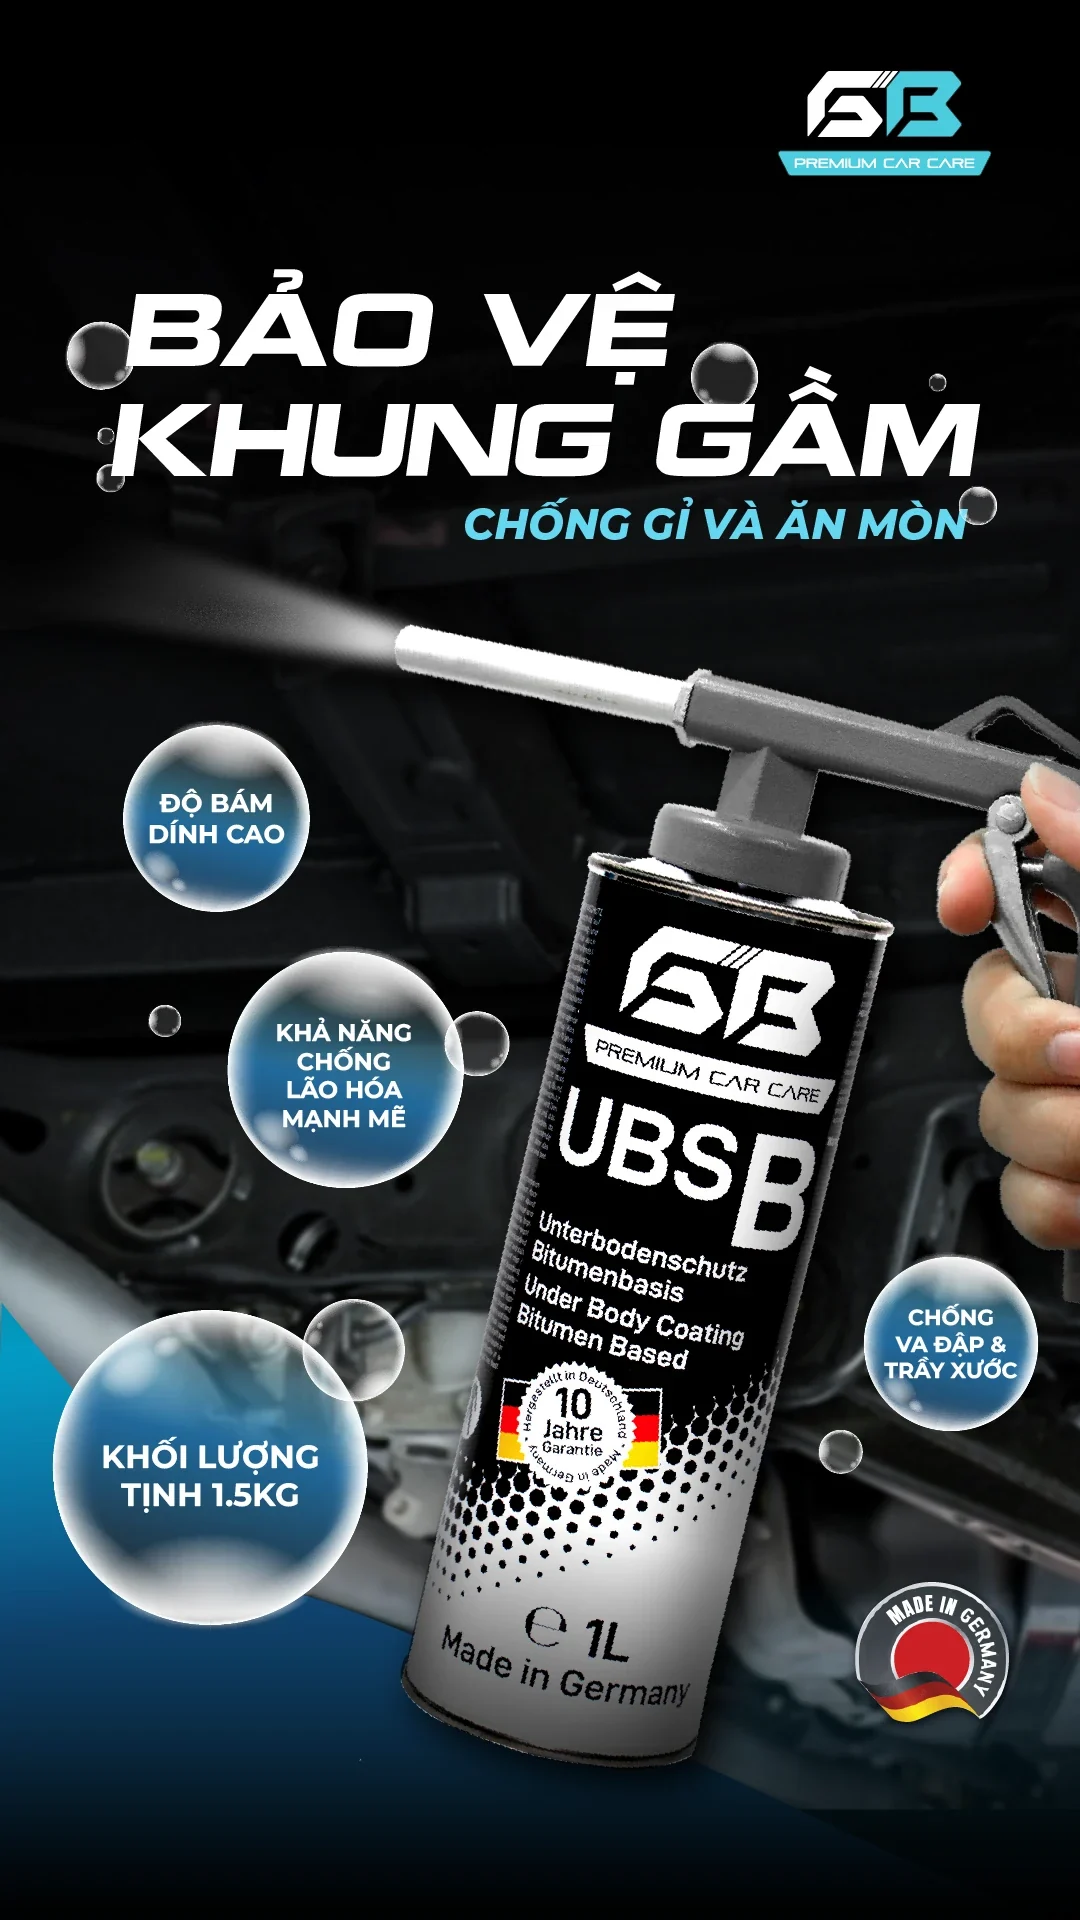 GB
PREMIUM CAR CARE
BẢO VỆ
KHUNG GẦM
CHỐNG GỈ VÀ ĂN MÒN
ĐỘ BÁM
DÍNH CAO
KHẢ NĂNG
CHỐNG
LÃO HÓA
MẠNH MẼ
KHỐI LƯỢNG
TỊNH 1.5KG
CHỐNG
VA ĐẬP &
TRẦY XƯỚC
GB
PREMIUM CAR CARE
UBSB
Unterbodenschutz
Bitumenbasis
Under Body Coating
Bitumen Based
Hergestellt in Deutschland
10
Jahre
Garantie
Made in Germany
℮ 1L
Made in Germany
MADE IN GERMANY